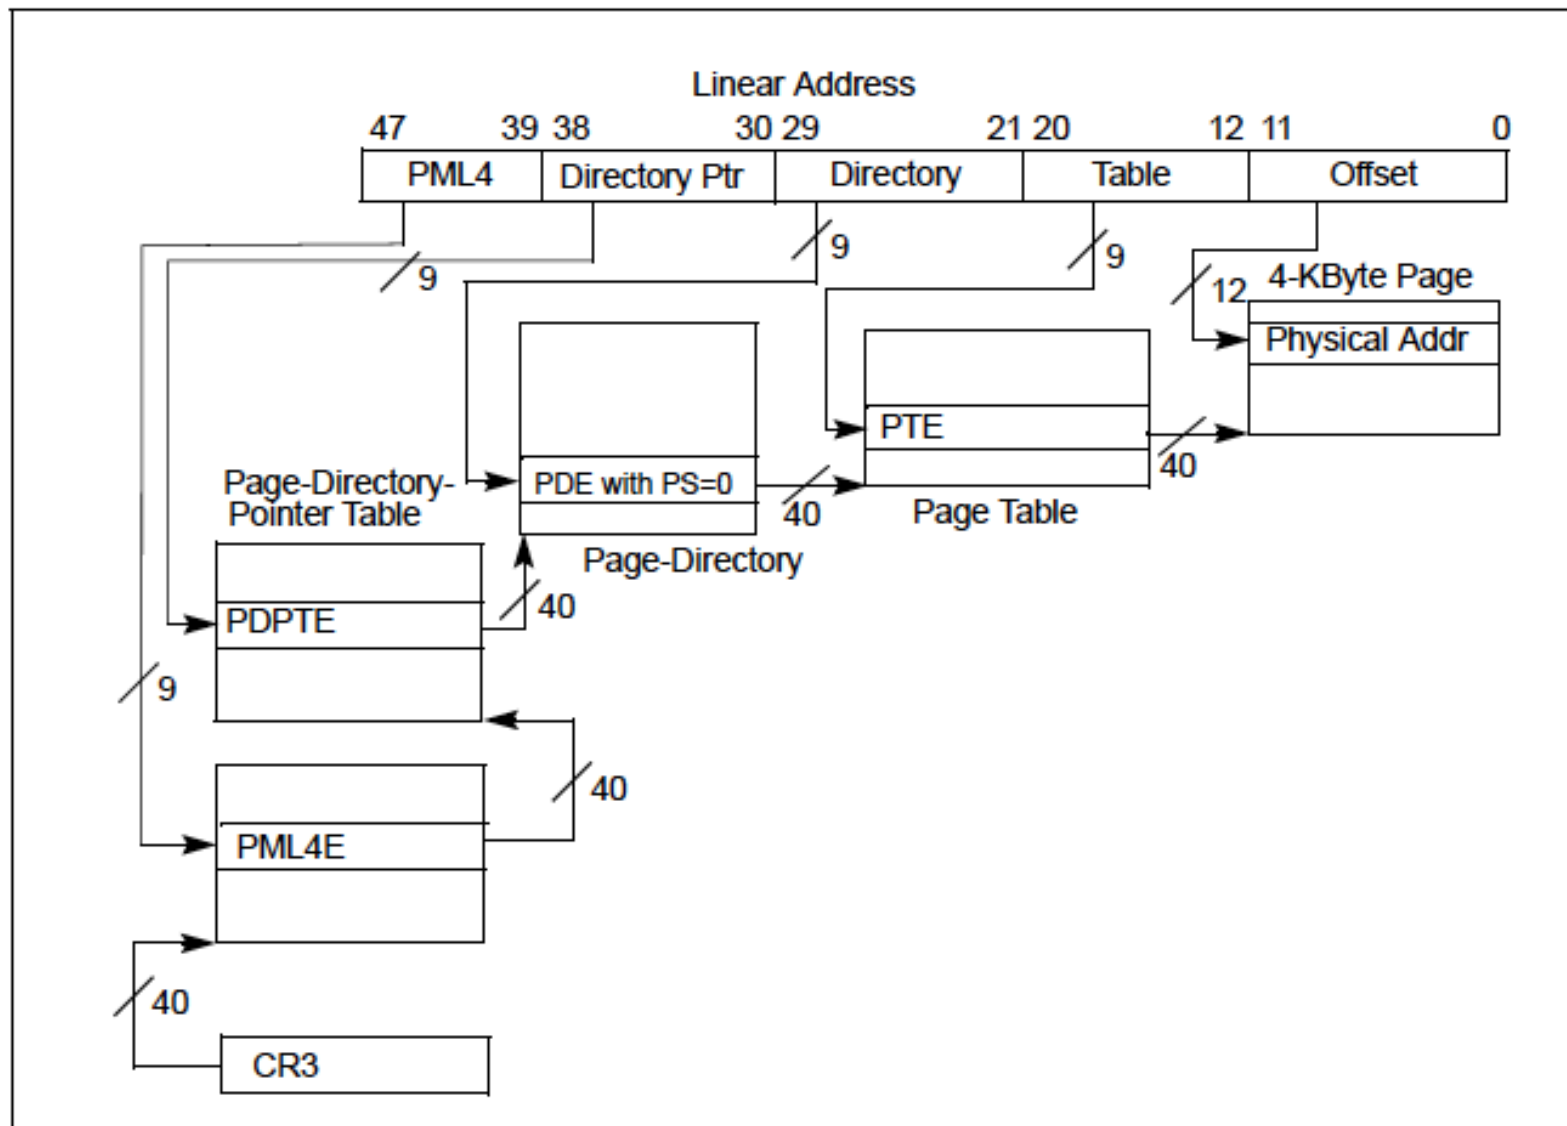 Linear Address
47 39 38 30 29 21 20 12 11 0
PML4 Directory Ptr Directory Table Offset
9 9 9 12
4-KByte Page
Physical Addr
PTE
40
PDE with PS=0
40
Page Table
Page-Directory
Page-Directory-
Pointer Table
40
PDPTE
9
40
PML4E
40
CR3